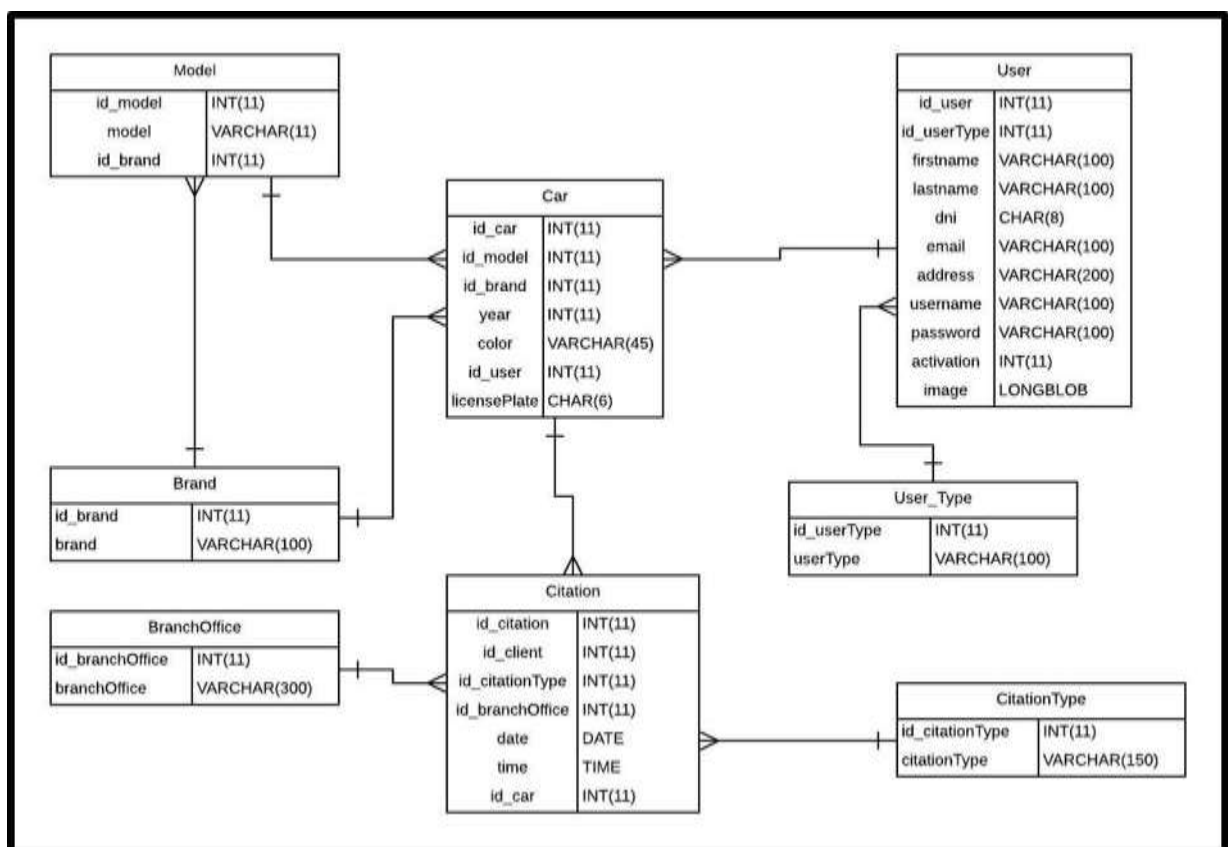 Model
id_model INT(11)
model VARCHAR(11)
id_brand INT(11)
User
id_user INT(11)
id_userType INT(11)
firstname VARCHAR(100)
lastname VARCHAR(100)
dni CHAR(8)
email VARCHAR(100)
address VARCHAR(200)
username VARCHAR(100)
password VARCHAR(100)
activation INT(11)
image LONGBLOB
Car
id_car INT(11)
id_model INT(11)
id_brand INT(11)
year INT(11)
color VARCHAR(45)
id_user INT(11)
licensePlate CHAR(6)
Brand
id_brand INT(11)
brand VARCHAR(100)
User_Type
id_userType INT(11)
userType VARCHAR(100)
BranchOffice
id_branchOffice INT(11)
branchOffice VARCHAR(300)
Citation
id_citation INT(11)
id_client INT(11)
id_citationType INT(11)
id_branchOffice INT(11)
date DATE
time TIME
id_car INT(11)
CitationType
id_citationType INT(11)
citationType VARCHAR(150)